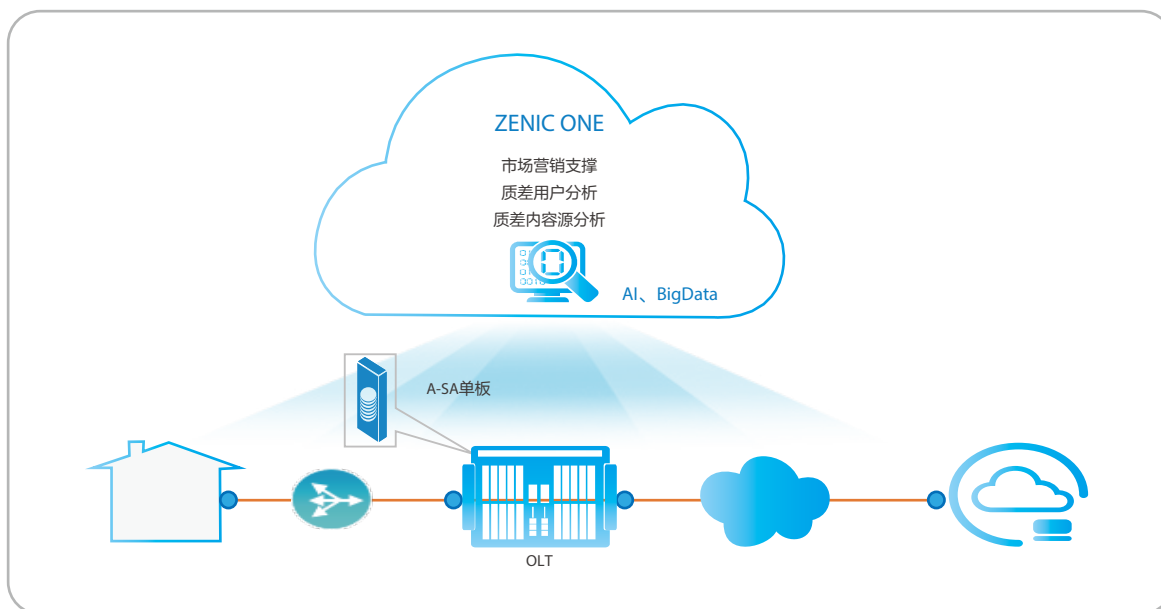 ZENIC ONE
市场营销支撑
质差用户分析
质差内容源分析
AI、BigData
A-SA单板
OLT